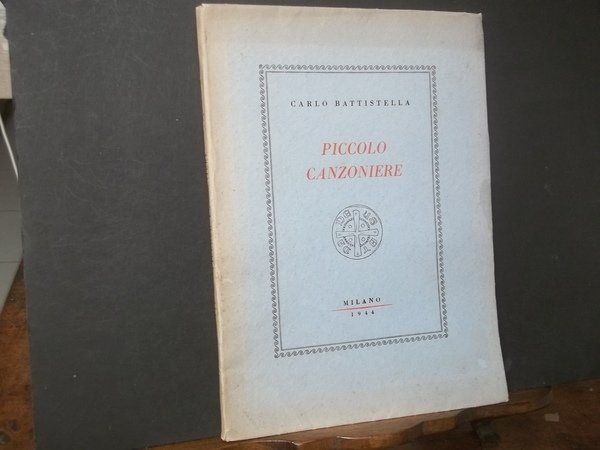 CARLO BATTISTELLA
PICCOLO
CANZONIERE
MILANO
1944